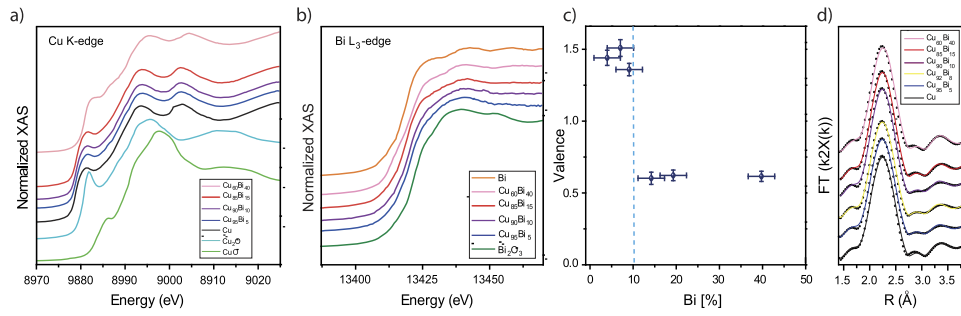 a)
Cu K-edge
Normalized XAS
Cu60Bi40
Cu85Bi15
Cu90Bi10
Cu95Bi5
Cu
Cu2O
CuO
8970 8980 8990 9000 9010 9020
Energy (eV)
b)
Bi L3-edge
Normalized XAS
Bi
Cu60Bi40
Cu85Bi15
Cu90Bi10
Cu95Bi5
Bi2O3
13400 13450
Energy (eV)
c)
Valence
1.5
1.0
0.5
0.0
0 10 20 30 40 50
Bi [%]
d)
FT (k2X(k))
Cu60Bi40
Cu85Bi15
Cu90Bi10
Cu92Bi8
Cu95Bi5
Cu
1.5 2.0 2.5 3.0 3.5
R (Å)